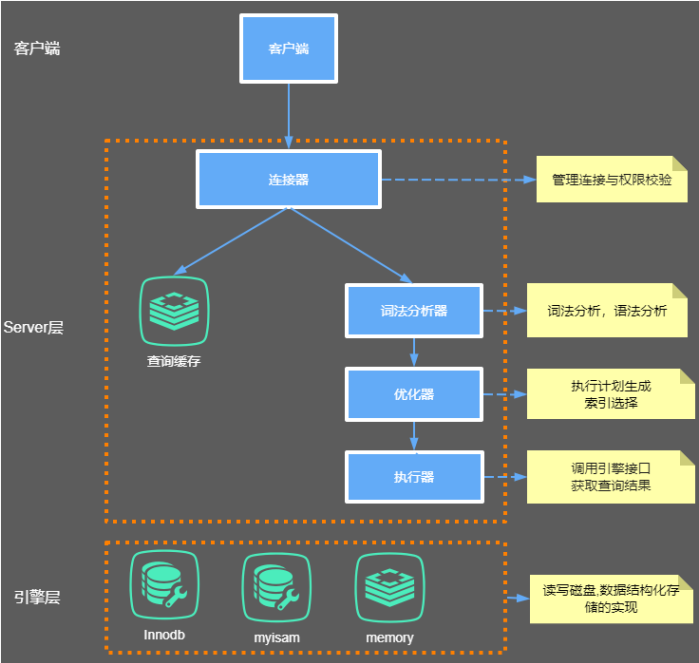 客户端
客户端
连接器
管理连接与权限校验
Server层
查询缓存
词法分析器
词法分析，语法分析
优化器
执行计划生成
索引选择
执行器
调用引擎接口
获取查询结果
引擎层
Innodb
myisam
memory
读写磁盘,数据结构化存
储的实现